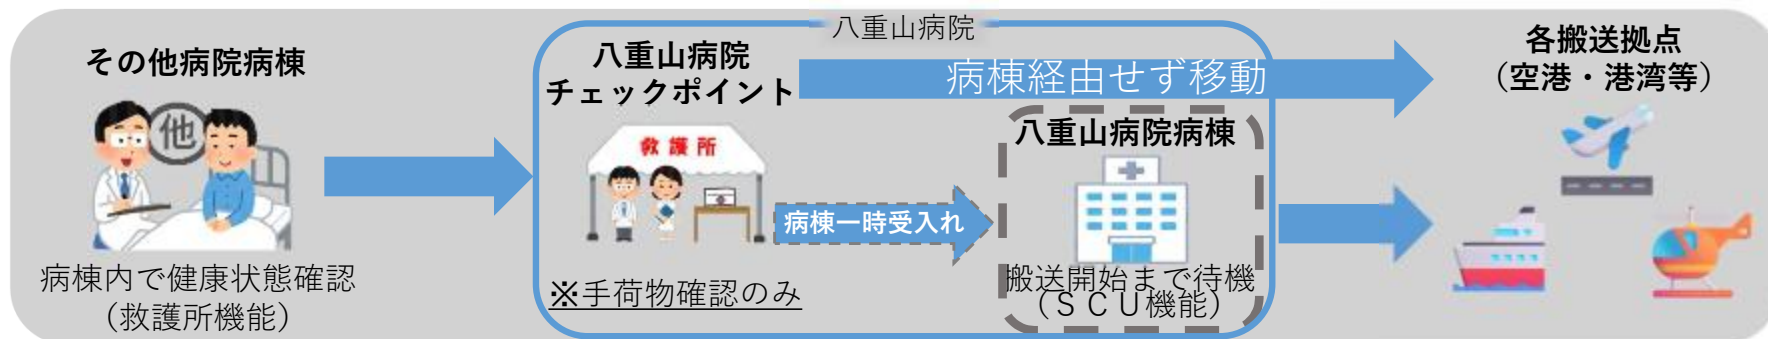 その他病院病棟
他
病棟内で健康状態確認
（救護所機能）
八重山病院
八重山病院
チェックポイント
救護所
※手荷物確認のみ
病棟経由せず移動
病棟一時受入れ
八重山病院病棟
搬送開始まで待機
（ＳＣＵ機能）
各搬送拠点
（空港・港湾等）